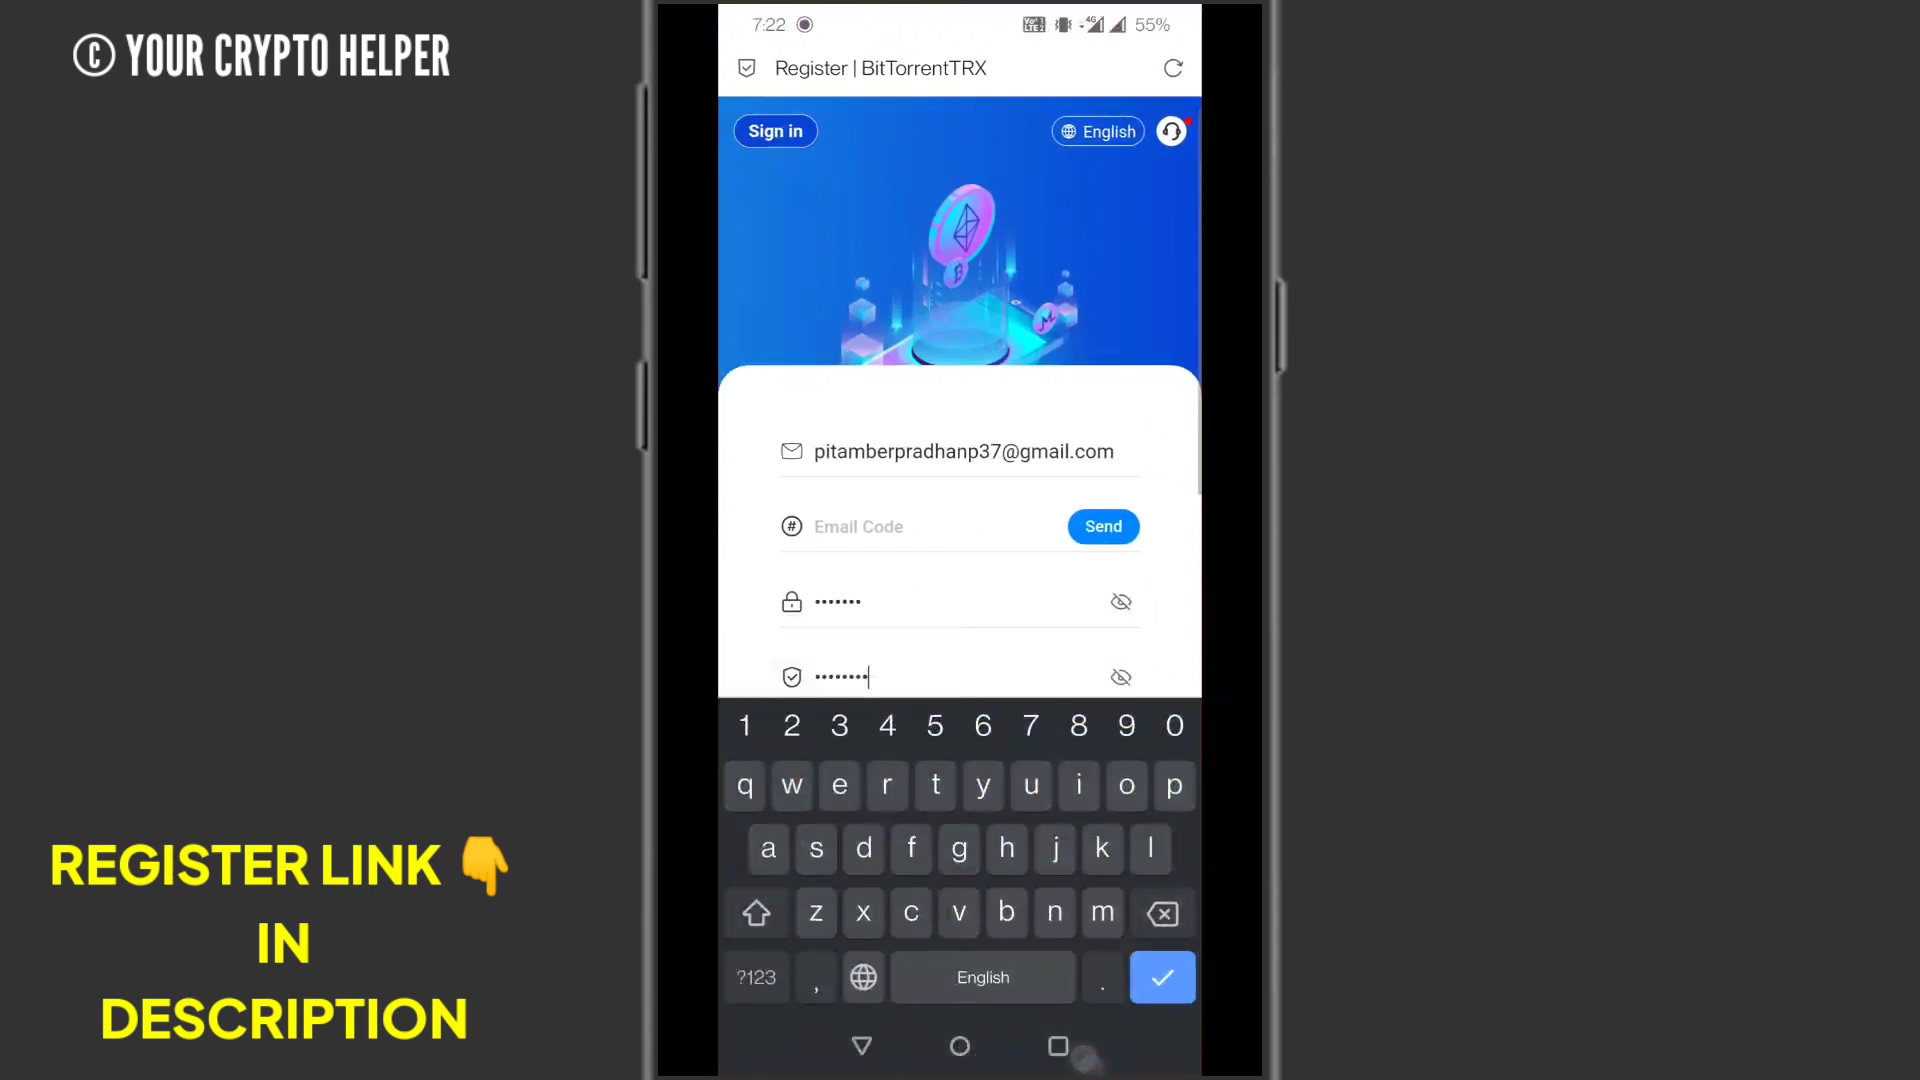 © YOUR CRYPTO HELPER
7:22
4G
55%
Register | BitTorrentTRX
Sign in
English
pitamberpradhanp37@gmail.com
# Email Code
Send
•••••••
••••••••
1 2 3 4 5 6 7 8 9 0
q w e r t y u i o p
a s d f g h j k l
z x c v b n m
?123 , English .
REGISTER LINK 👇
IN
DESCRIPTION